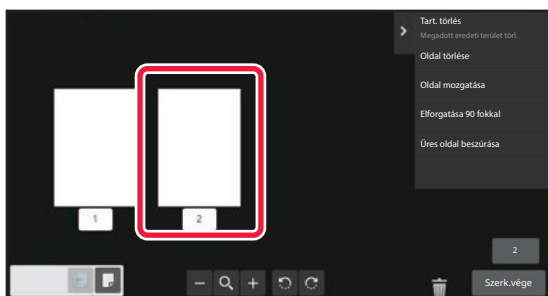 Tart. törlés
Megadott eredeti terület törl.
Oldal törlése
Oldal mozgatása
Elforgatása 90 fokkal
Üres oldal beszúrása
1
2
2
Szerk.vége